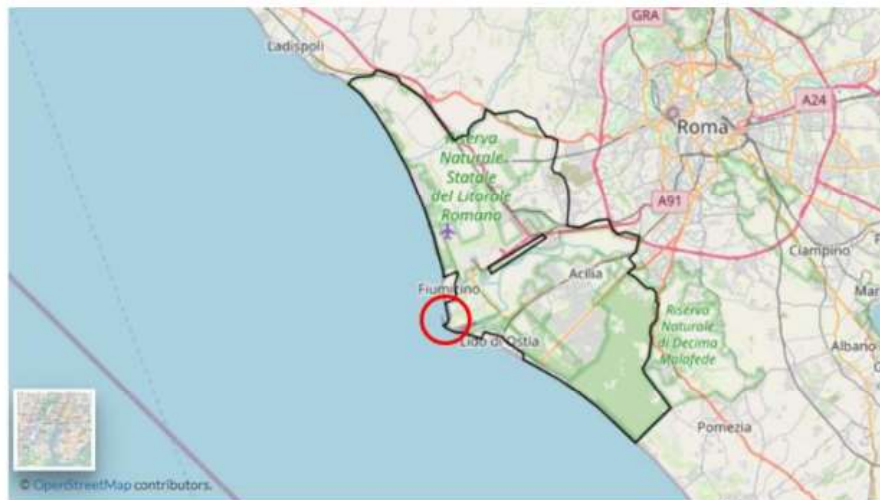 Ladispoli
GRA
A24
Roma
Riserva
Naturale
Statale
del Litorale
Romano
A91
Ciampino
Acilia
Fiumicino
Riserva
Naturale
di Decima
Malafede
Lido di Ostia
Albano
Pomezia
© OpenStreetMap contributors.